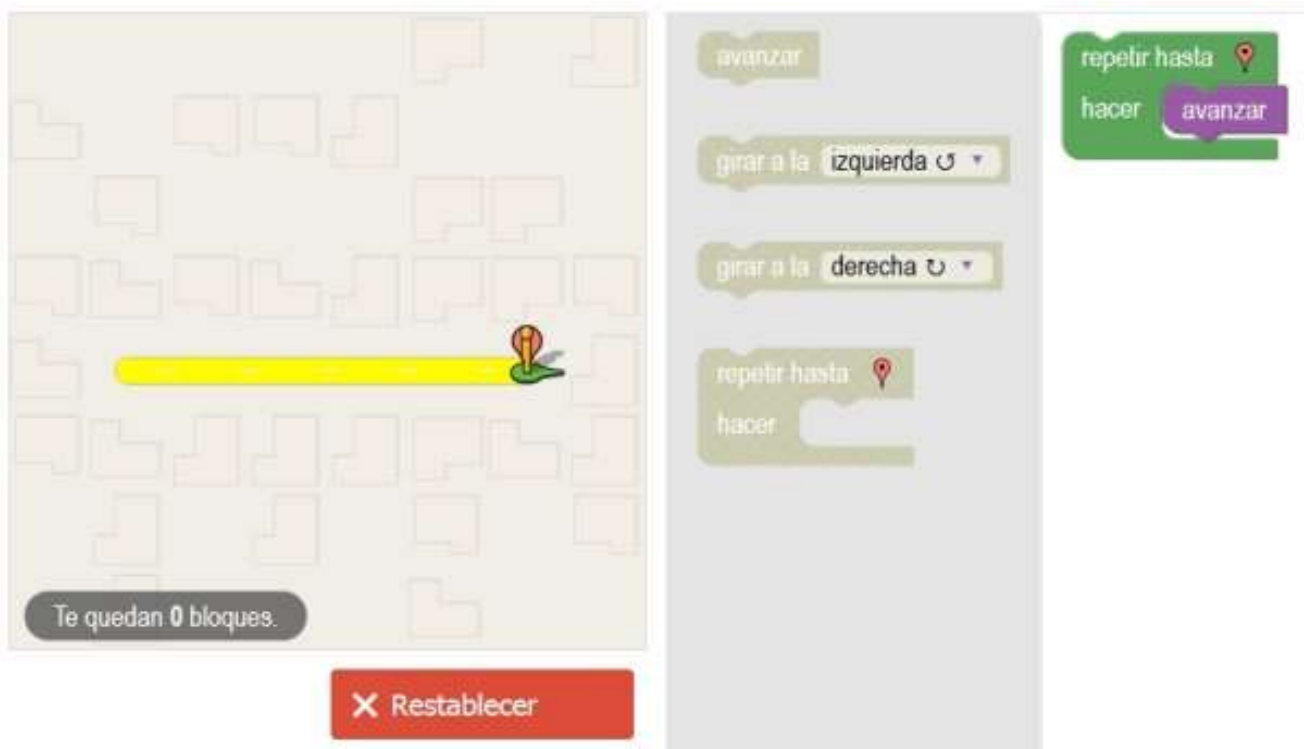 avanzar
girar a la izquierda ↺ ▼
girar a la derecha ↻ ▼
repetir hasta
hacer
repetir hasta
hacer avanzar
Te quedan 0 bloques.
X Restablecer